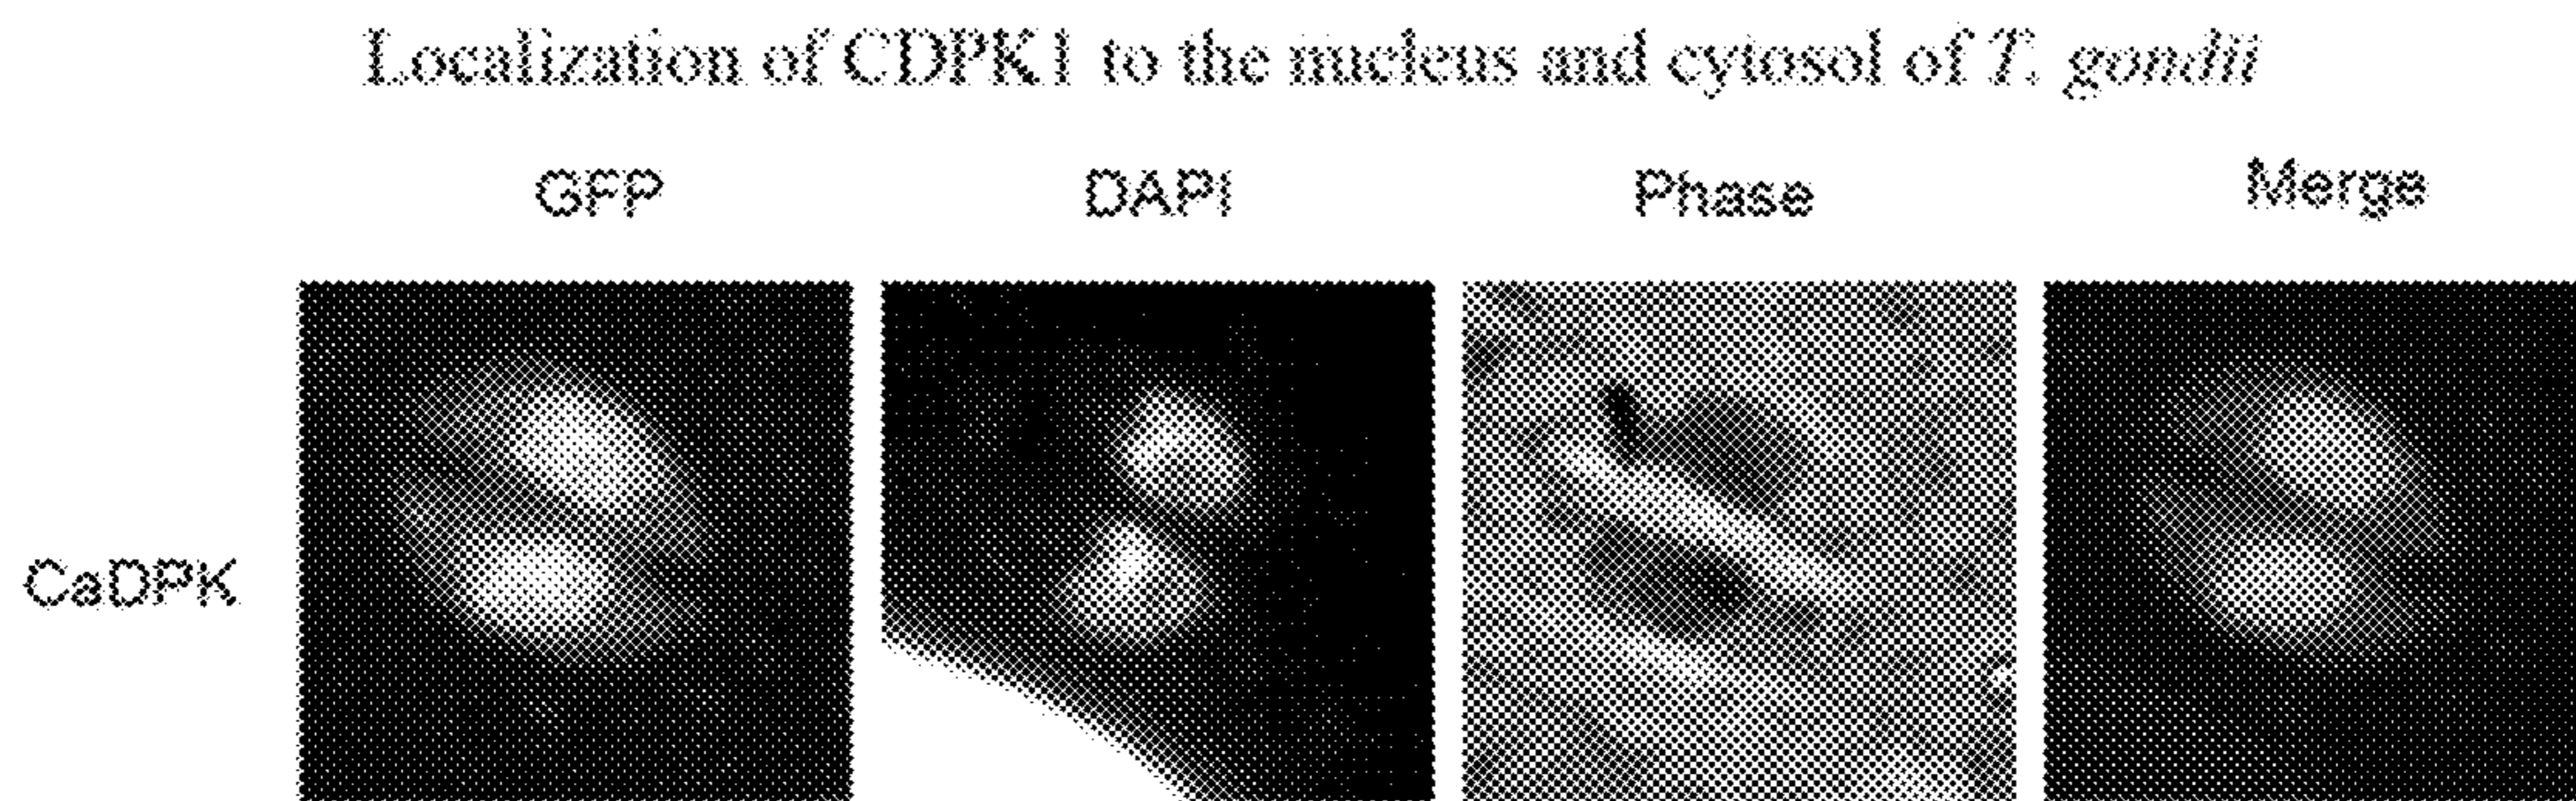 Localization of CDPK1 to the nucleus and cytosol of T. gondii
GFP DAPI Phase Merge
CaDPK